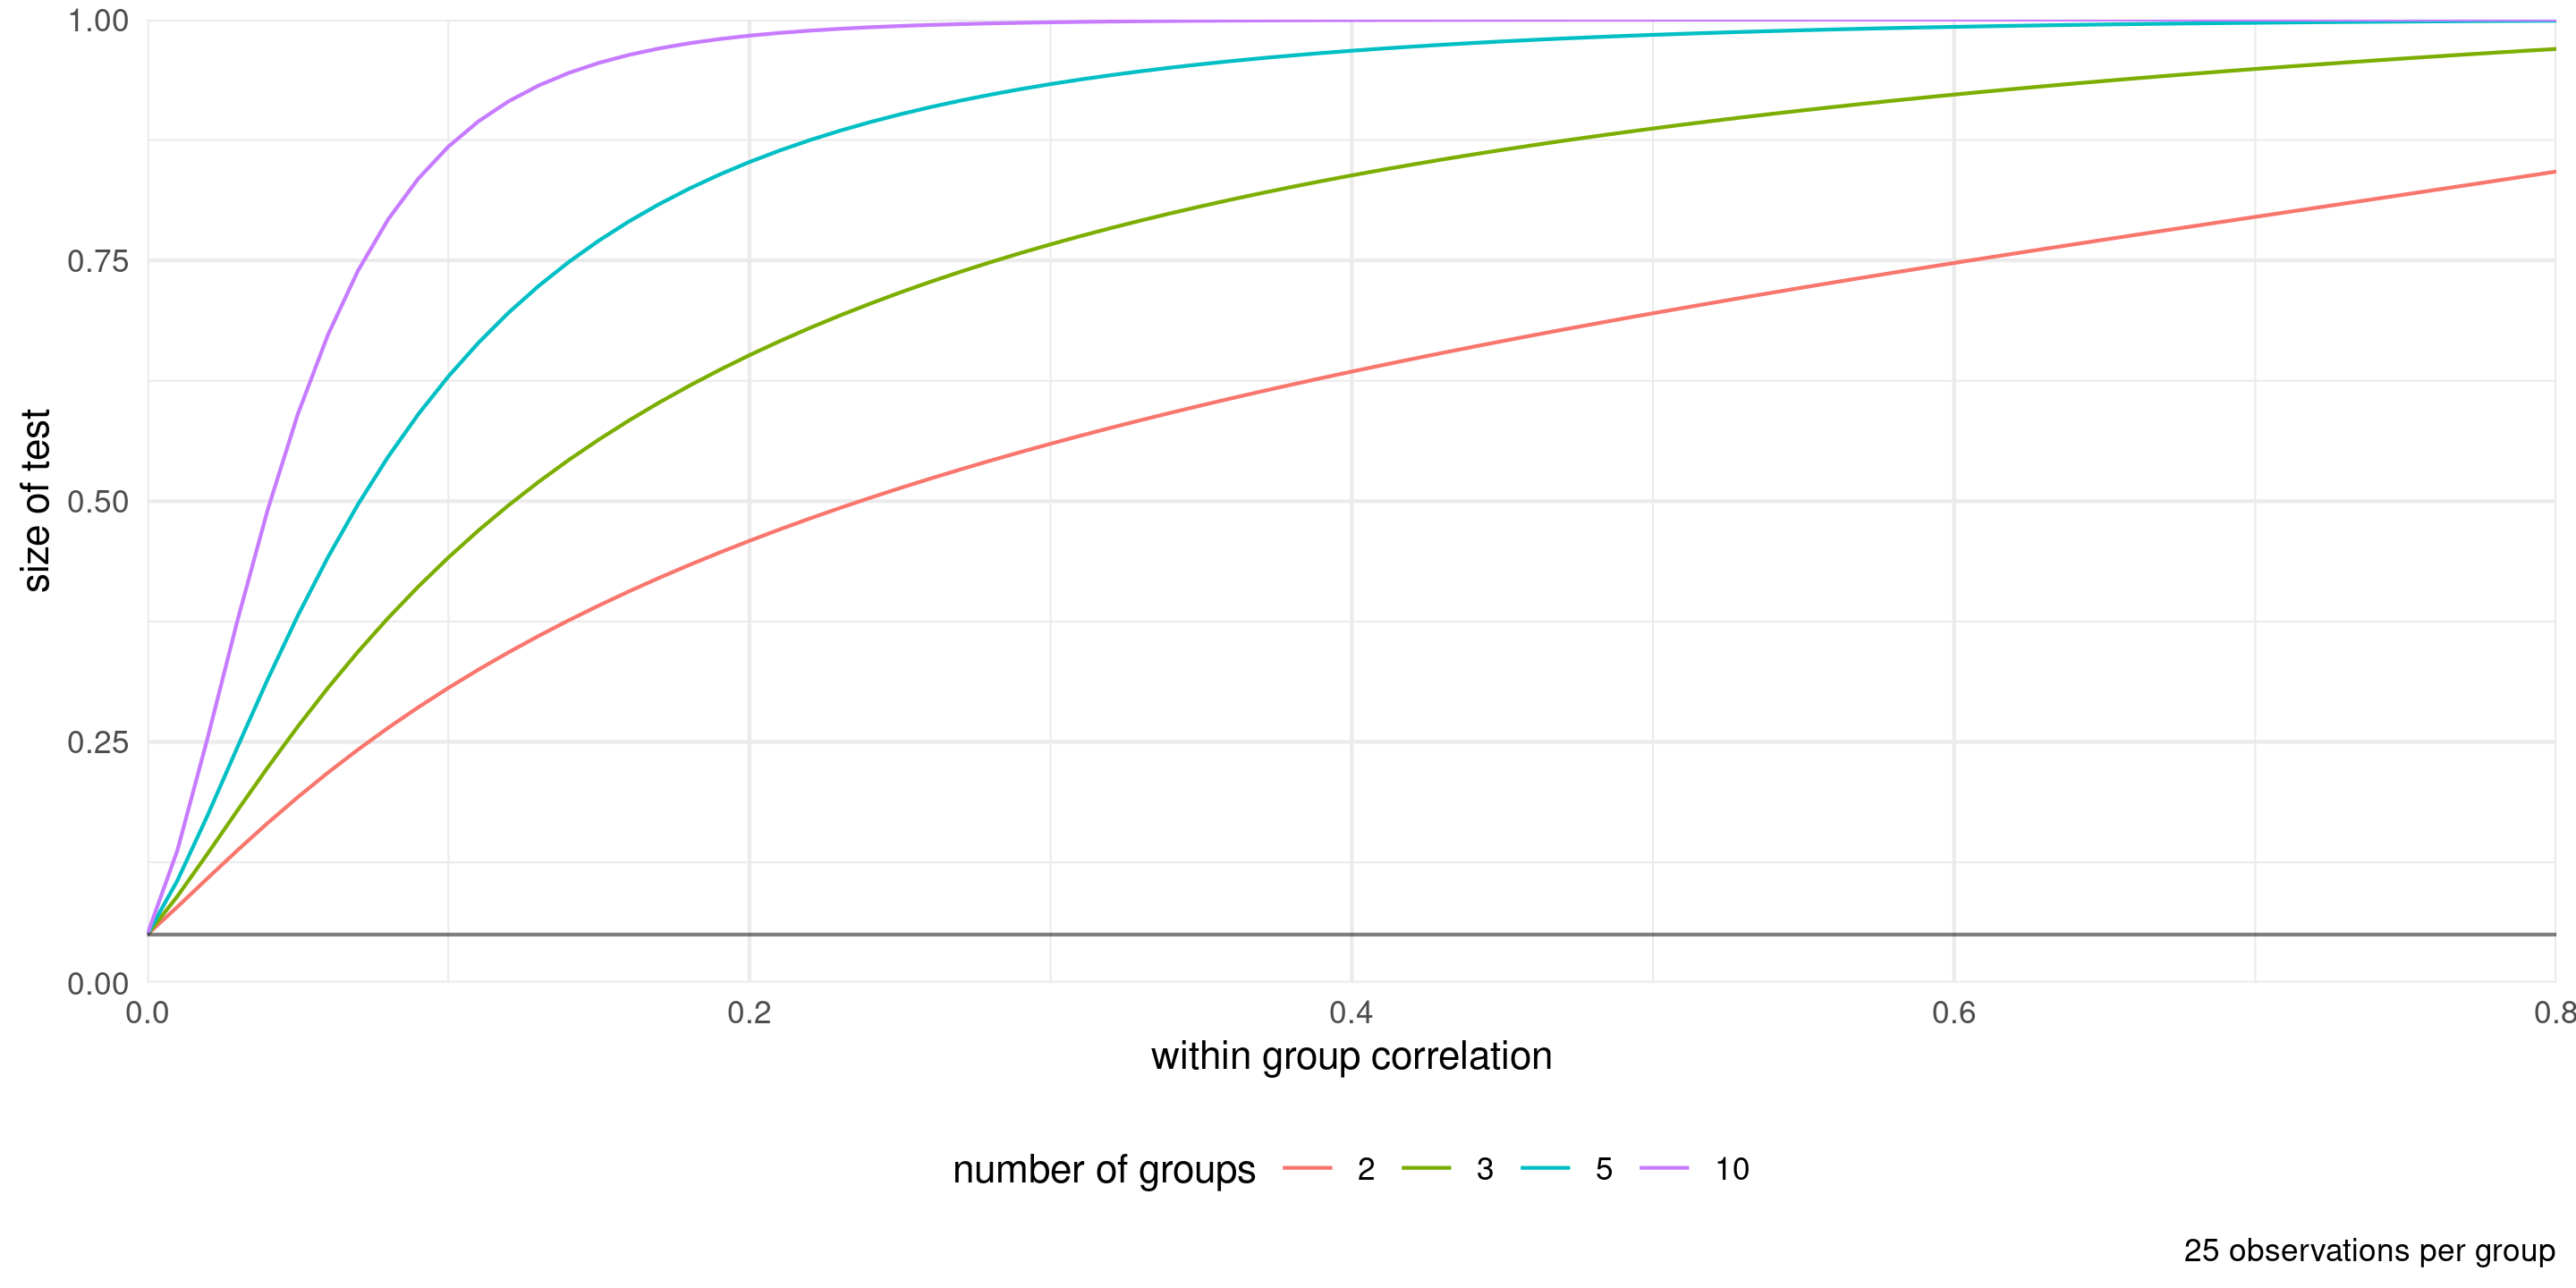 1.00
0.75
0.50
0.25
0.00
size of test
0.0 0.2 0.4 0.6 0.8
within group correlation
number of groups 2 3 5 10
25 observations per group